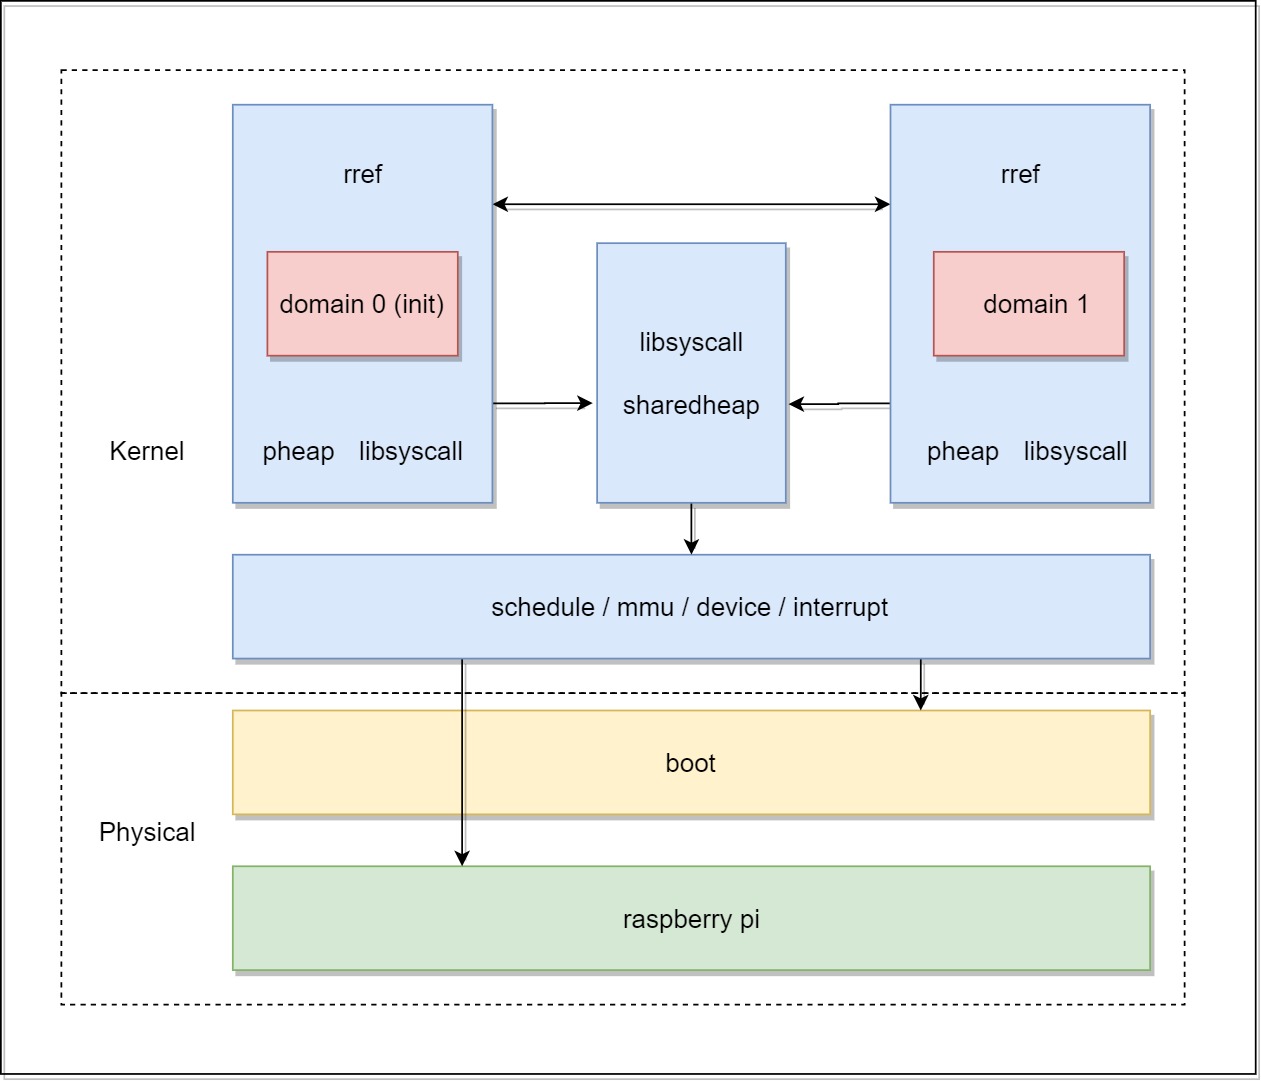 rref
rref
domain 0 (init)
domain 1
libsyscall
sharedheap
Kernel
pheap libsyscall
pheap libsyscall
schedule / mmu / device / interrupt
boot
Physical
raspberry pi